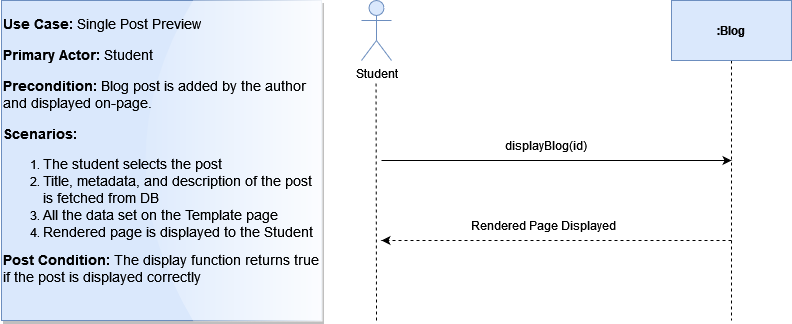 Use Case: Single Post Preview
Primary Actor: Student
Precondition: Blog post is added by the author
and displayed on-page.
Scenarios:
1. The student selects the post
2. Title, metadata, and description of the post
is fetched from DB
3. All the data set on the Template page
4. Rendered page is displayed to the Student
Post Condition: The display function returns true
if the post is displayed correctly
Student
:Blog
displayBlog(id)
Rendered Page Displayed